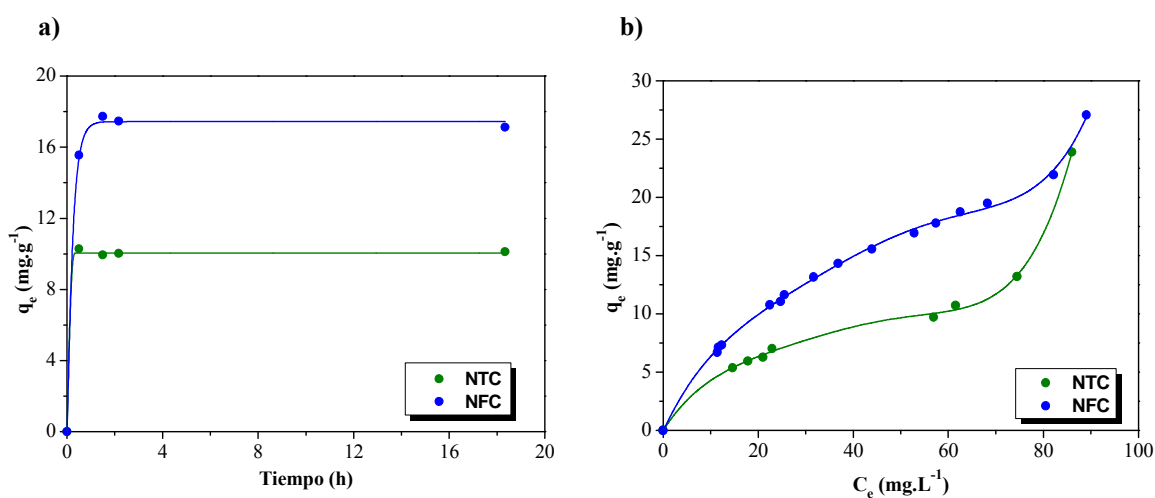 a)
20
16
12
8
4
0
q_e (mg.g^-1)
0 4 8 12 16 20
Tiempo (h)
NTC
NFC
b)
30
25
20
15
10
5
0
q_e (mg.g^-1)
0 20 40 60 80 100
C_e (mg.L^-1)
NTC
NFC